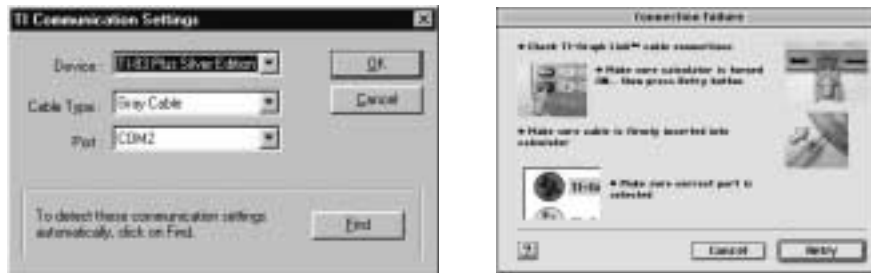 TI Communication Settings
Device: TI-83 Plus Silver Edition
OK
Cable Type: Gray Cable
Cancel
Port: COM2
To detect these communication settings
automatically, click on Find.
Find
Connection Failure
• Check TI-Graph Link™ cable connections
• Make sure calculator is turned
ON, then press Retry button
• Make sure cable is firmly inserted into
calculator
• Make sure correct port is
selected
?
Cancel
Retry